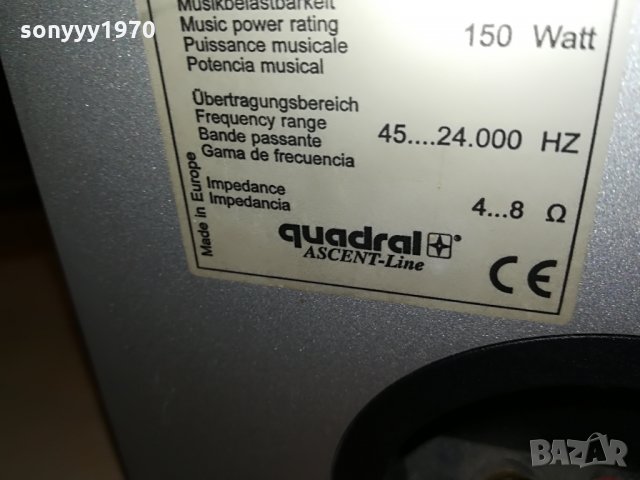 sonyyy1970
Musikbelastbarkeit
Music power rating
Puissance musicale
Potencia musical
150 Watt
Übertragungsbereich
Frequency range
Bande passante
Gama de frecuencia
45....24.000 HZ
Impedance
Impedancia
4...8 Ω
Made in Europe
quadral
ASCENT-Line
CE
BAZAR